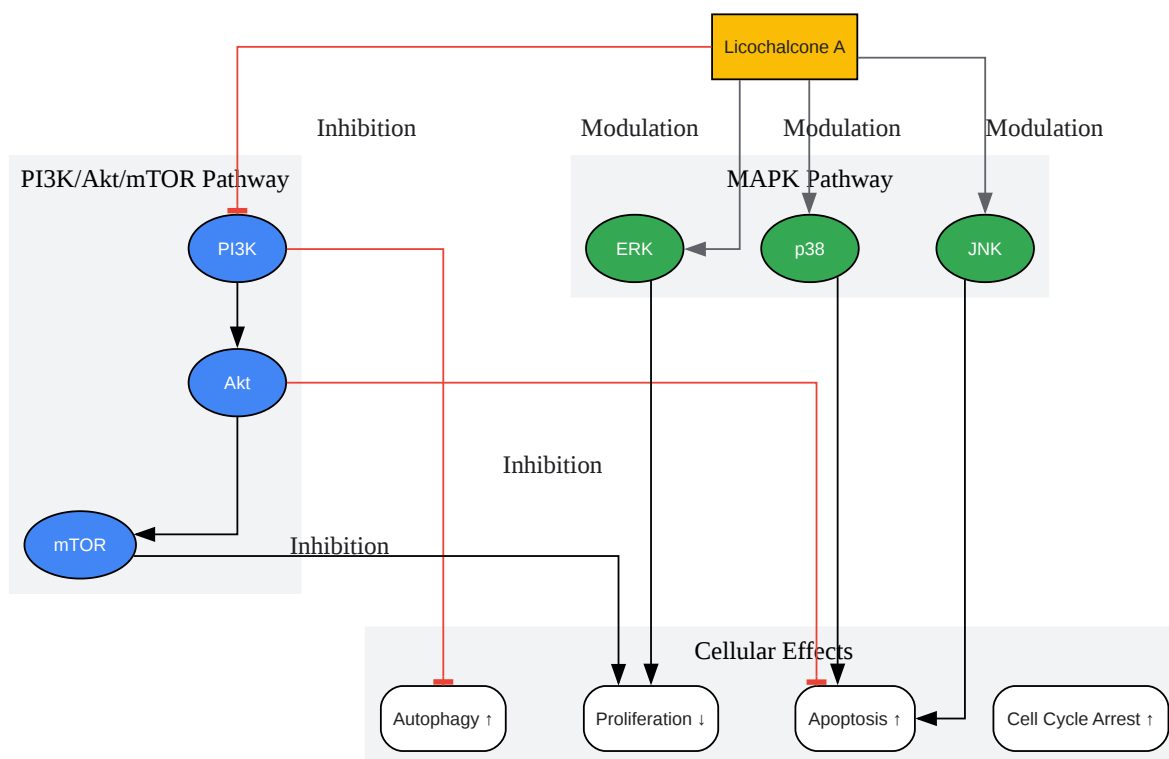 Licochalcone A
Inhibition
Modulation
Modulation
Modulation
PI3K/Akt/mTOR Pathway
MAPK Pathway
PI3K
ERK
p38
JNK
Akt
Inhibition
mTOR
Inhibition
Cellular Effects
Autophagy ↑
Proliferation ↓
Apoptosis ↑
Cell Cycle Arrest ↑